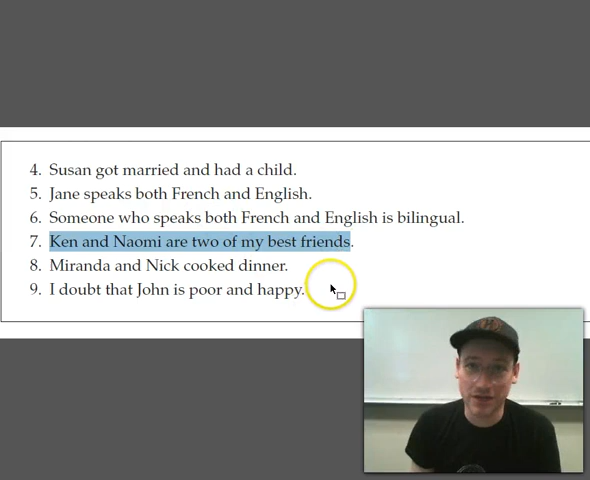 4. Susan got married and had a child.
5. Jane speaks both French and English.
6. Someone who speaks both French and English is bilingual.
7. Ken and Naomi are two of my best friends.
8. Miranda and Nick cooked dinner.
9. I doubt that John is poor and happy.